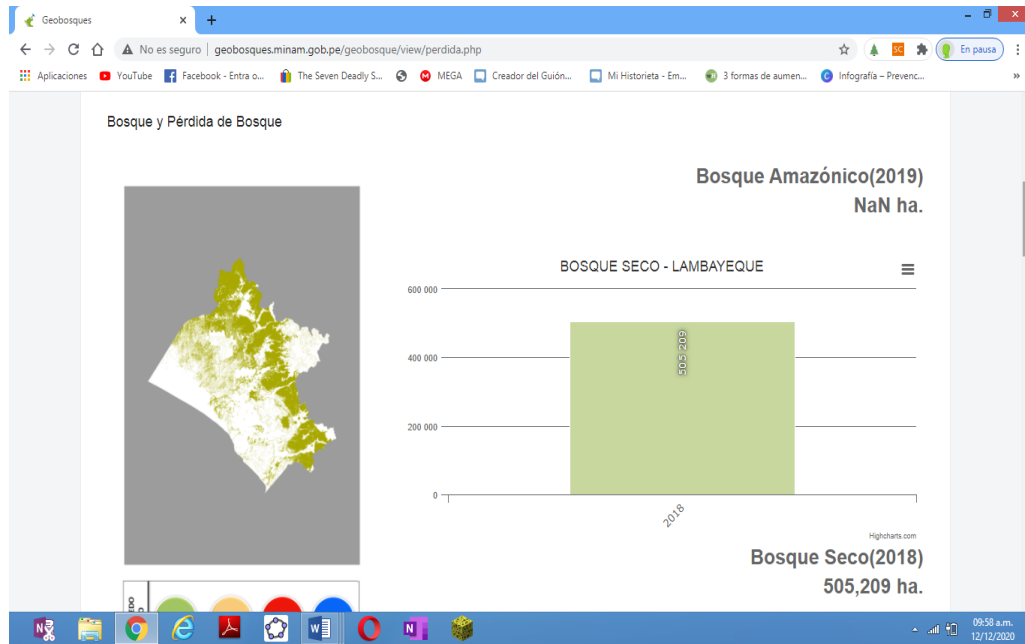 Geobosques
No es seguro | geobosques.minam.gob.pe/geobosque/view/perdida.php
En pausa
Aplicaciones YouTube Facebook - Entra o... The Seven Deadly S... MEGA Creador del Guión... Mi Historieta - Em... 3 formas de aumen... Infografía – Prevenc... »
Bosque y Pérdida de Bosque
Bosque Amazónico(2019)
NaN ha.
BOSQUE SECO - LAMBAYEQUE
600 000
400 000
200 000
0
505 209
2018
Highcharts.com
Bosque Seco(2018)
505,209 ha.
09:58 a.m.
12/12/2020